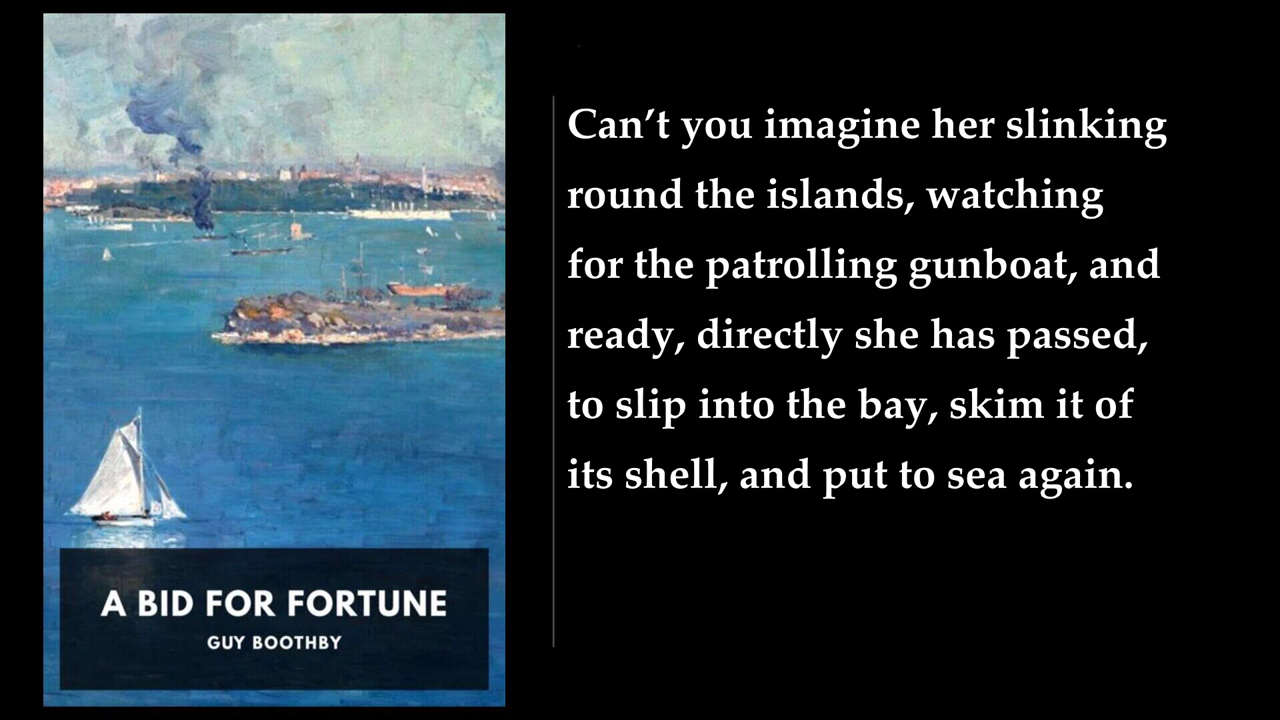 A BID FOR FORTUNE
GUY BOOTHBY
Can’t you imagine her slinking
round the islands, watching
for the patrolling gunboat, and
ready, directly she has passed,
to slip into the bay, skim it of
its shell, and put to sea again.